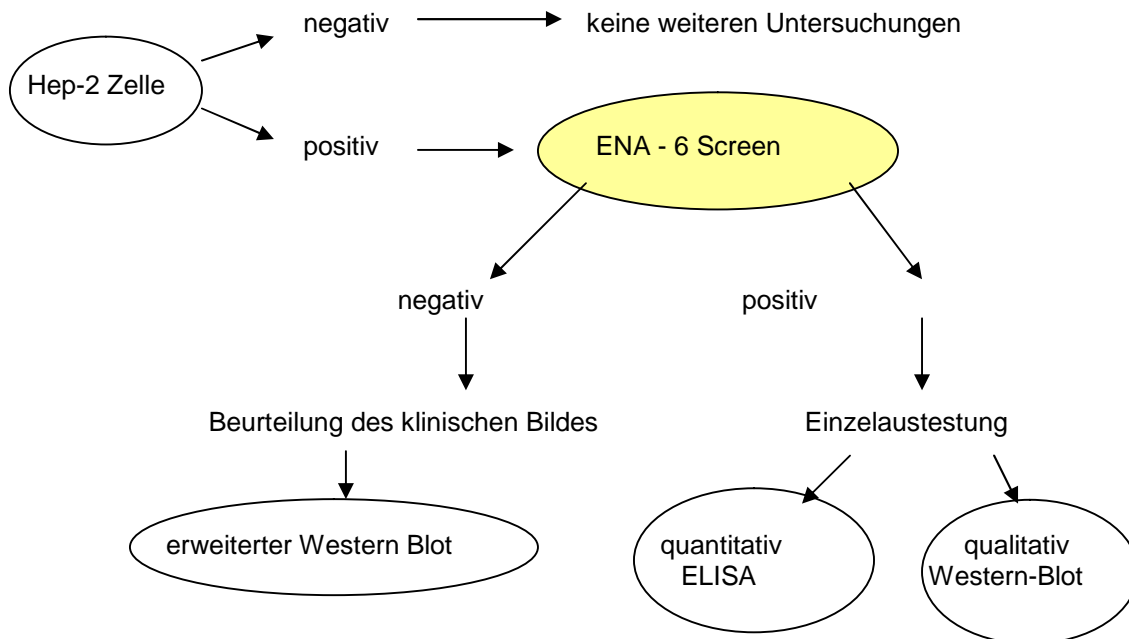 negativ
keine weiteren Untersuchungen
Hep-2 Zelle
positiv
ENA - 6 Screen
negativ
positiv
Beurteilung des klinischen Bildes
Einzelaustestung
erweiterter Western Blot
quantitativ
ELISA
qualitativ
Western-Blot